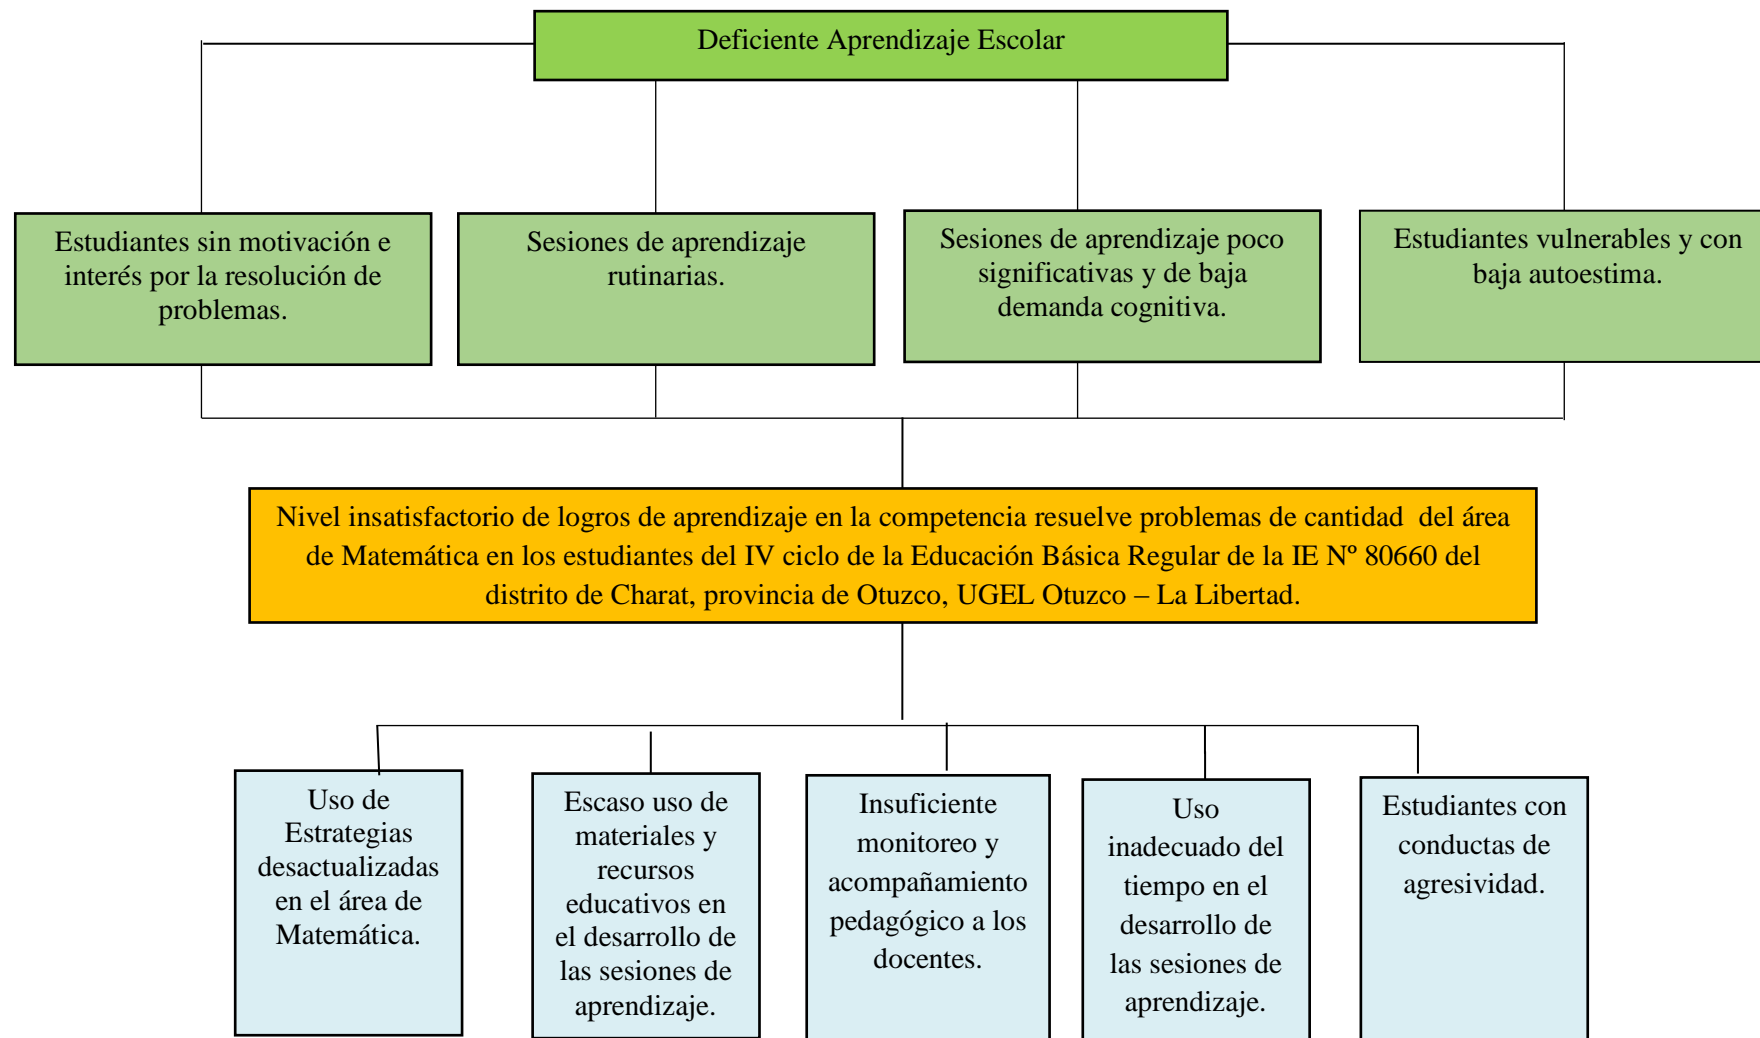 Deficiente Aprendizaje Escolar
Estudiantes sin motivación e
interés por la resolución de
problemas.
Sesiones de aprendizaje
rutinarias.
Sesiones de aprendizaje poco
significativas y de baja
demanda cognitiva.
Estudiantes vulnerables y con
baja autoestima.
Nivel insatisfactorio de logros de aprendizaje en la competencia resuelve problemas de cantidad  del área
de Matemática en los estudiantes del IV ciclo de la Educación Básica Regular de la IE Nº 80660 del
distrito de Charat, provincia de Otuzco, UGEL Otuzco – La Libertad.
Uso de
Estrategias
desactualizadas
en el área de
Matemática.
Escaso uso de
materiales y
recursos
educativos en
el desarrollo de
las sesiones de
aprendizaje.
Insuficiente
monitoreo y
acompañamiento
pedagógico a los
docentes.
Uso
inadecuado del
tiempo en el
desarrollo de
las sesiones de
aprendizaje.
Estudiantes con
conductas de
agresividad.